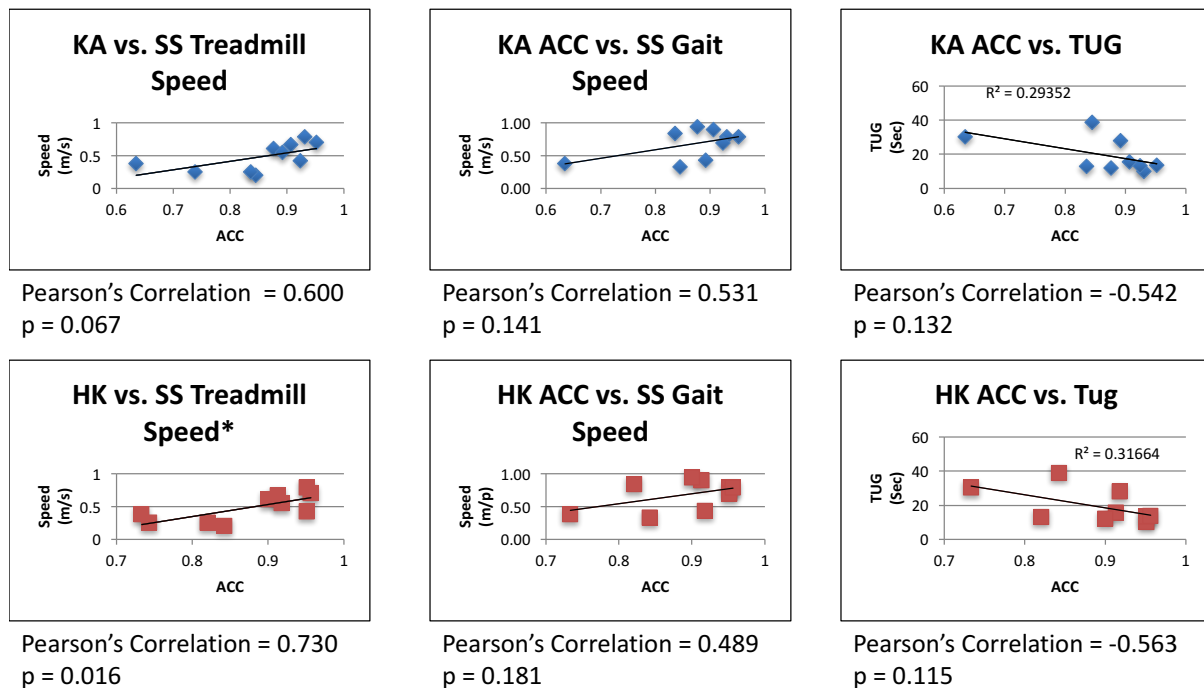 KA vs. SS Treadmill
Speed
Speed
(m/s)
1
0.5
0
0.6 0.7 0.8 0.9 1
ACC
Pearson’s Correlation = 0.600
p = 0.067
KA ACC vs. SS Gait
Speed
Speed
(m/s)
1.00
0.50
0.00
0.6 0.7 0.8 0.9 1
ACC
Pearson’s Correlation = 0.531
p = 0.141
KA ACC vs. TUG
R² = 0.29352
TUG
(Sec)
60
40
20
0
0.6 0.7 0.8 0.9 1
ACC
Pearson’s Correlation = -0.542
p = 0.132
HK vs. SS Treadmill
Speed*
Speed
(m/s)
1
0.5
0
0.7 0.8 0.9 1
ACC
Pearson’s Correlation = 0.730
p = 0.016
HK ACC vs. SS Gait
Speed
Speed
(m/p)
1.00
0.50
0.00
0.7 0.8 0.9 1
ACC
Pearson’s Correlation = 0.489
p = 0.181
HK ACC vs. Tug
R² = 0.31664
TUG
(Sec)
60
40
20
0
0.7 0.8 0.9 1
ACC
Pearson’s Correlation = -0.563
p = 0.115